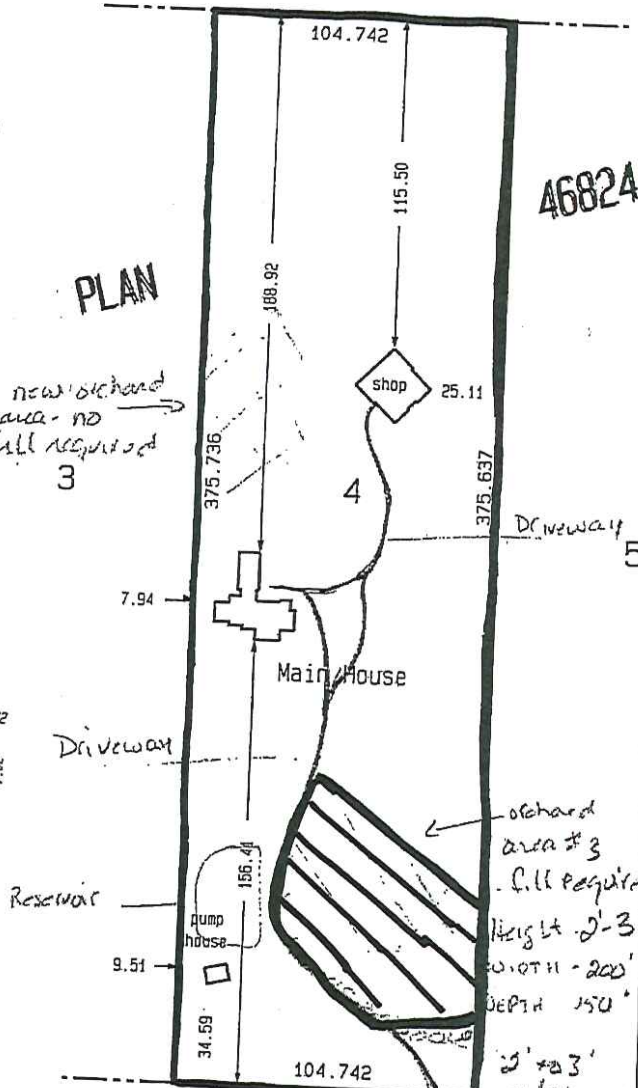 104.742
115.50
46824
PLAN
188.92
new orchard
area - no
fill required
shop
25.11
3
375.736
4
375.637
Driveway
5
7.94
Main House
Driveway
orchard
area #3
fill require
Height - 2'-3
WIDTH - 200'
DEPTH 150'
156.41
Reservoir
pump
house
9.51
34.59
2' to 3'
104.742